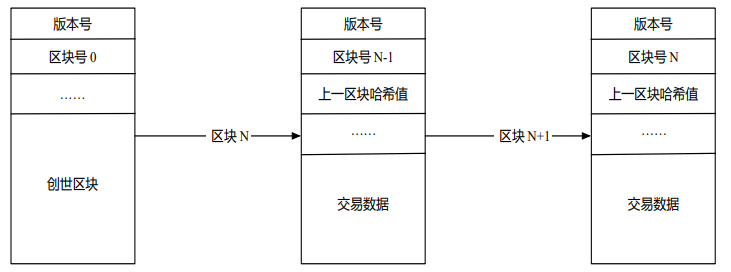 版本号
区块号 0
……
创世区块
区块 N
版本号
区块号 N-1
上一区块哈希值
……
交易数据
区块 N+1
版本号
区块号 N
上一区块哈希值
……
交易数据